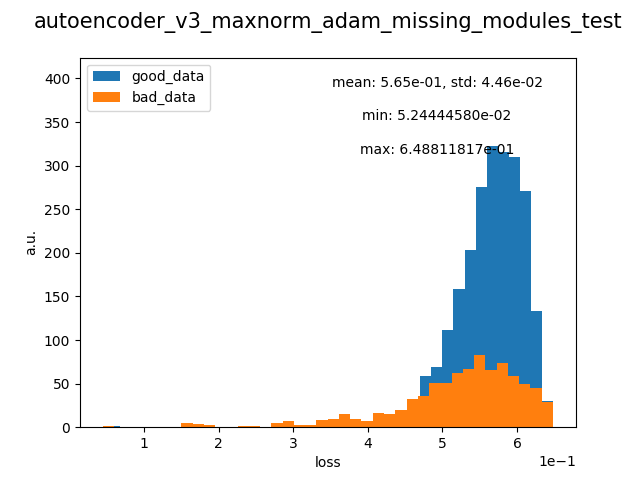 autoencoder_v3_maxnorm_adam_missing_modules_test
good_data
bad_data
mean: 5.65e-01, std: 4.46e-02
min: 5.24444580e-02
max: 6.48811817e-01
400
350
300
250
200
150
100
50
0
a.u.
1 2 3 4 5 6
1e−1
loss